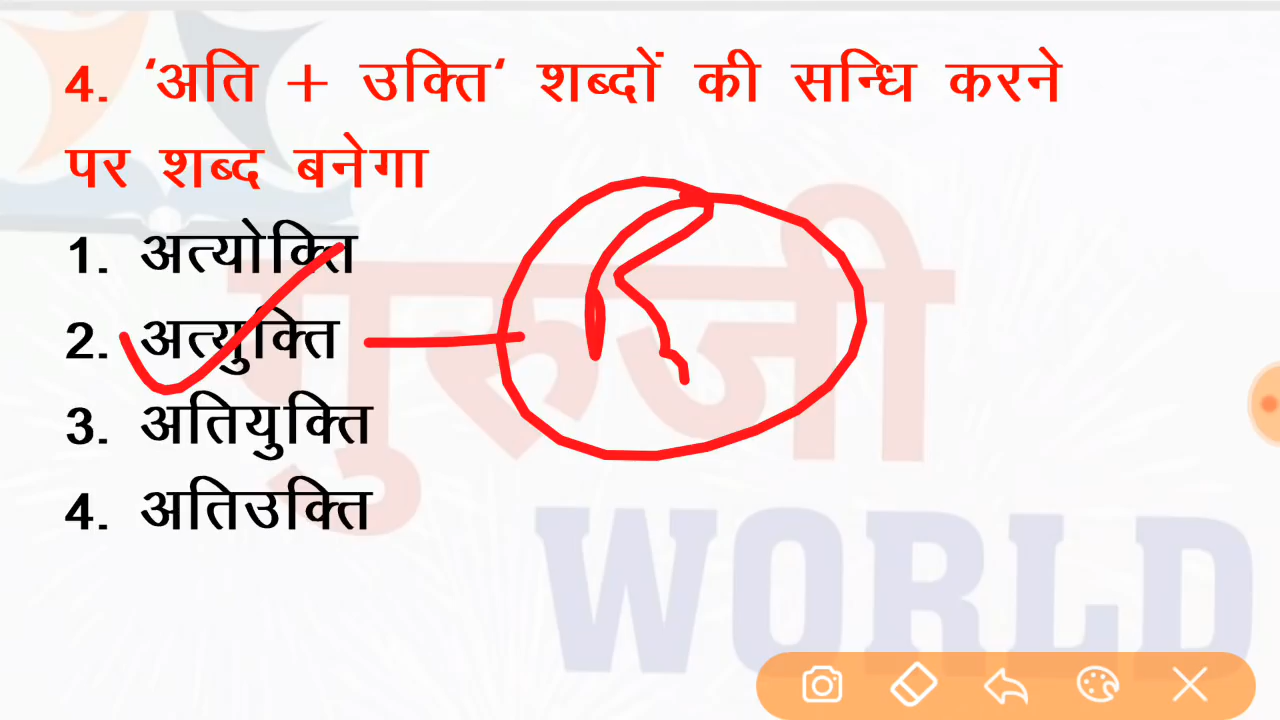 4. ‘अति + उक्ति‘ शब्दों की सन्धि करने
पर शब्द बनेगा
1. अत्योक्ति
2. अत्युक्ति
3. अतियुक्ति
4. अतिउक्ति
गुरुजी
WORLD